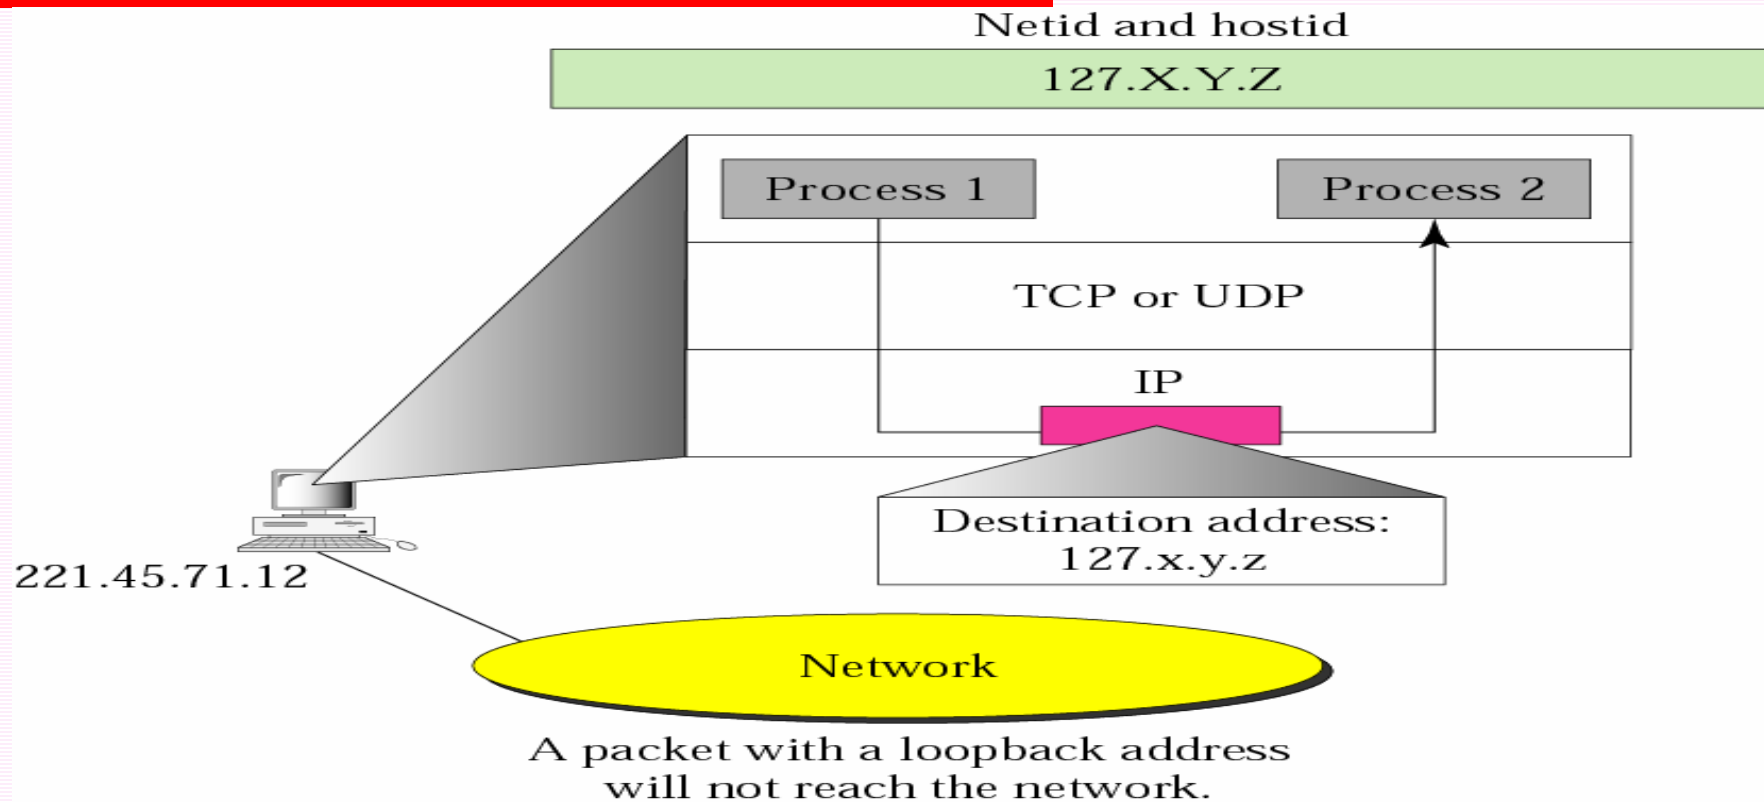 Netid and hostid
127.X.Y.Z
Process 1
Process 2
TCP or UDP
IP
Destination address:
127.x.y.z
221.45.71.12
Network
A packet with a loopback address
will not reach the network.